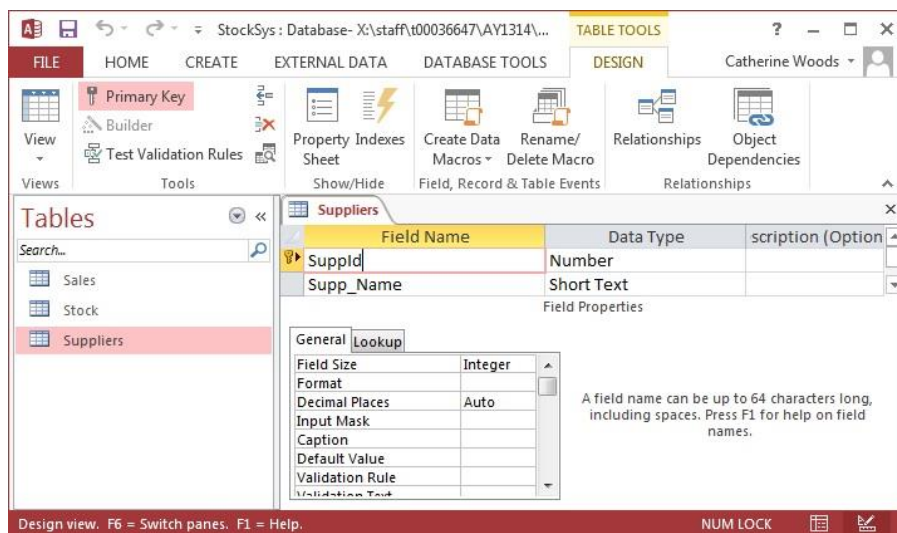 StockSys : Database- X:\staff\t00036647\AY1314\...
TABLE TOOLS
FILE HOME CREATE EXTERNAL DATA DATABASE TOOLS DESIGN Catherine Woods
View
Primary Key
Builder
Test Validation Rules
Property Sheet
Indexes
Create Data Macros
Rename/ Delete Macro
Relationships
Object Dependencies
Views Tools Show/Hide Field, Record & Table Events Relationships
Tables
Search...
Sales
Stock
Suppliers
Suppliers
Field Name Data Type scription (Option
SuppId Number
Supp_Name Short Text
Field Properties
General Lookup
Field Size Integer
Format
Decimal Places Auto
Input Mask
Caption
Default Value
Validation Rule
Validation Text
A field name can be up to 64 characters long,
including spaces. Press F1 for help on field
names.
Design view. F6 = Switch panes. F1 = Help. NUM LOCK